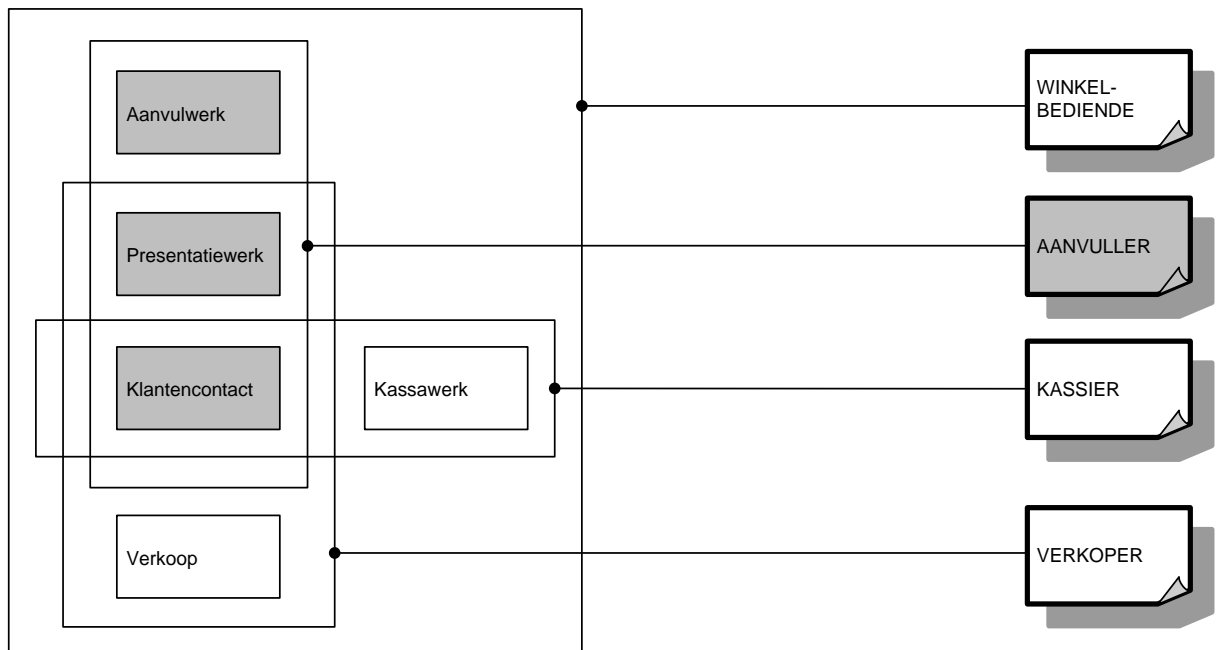 WINKEL-
BEDIENDE
Aanvulwerk
AANVULLER
Presentatiewerk
KASSIER
Klantencontact
Kassawerk
VERKOPER
Verkoop